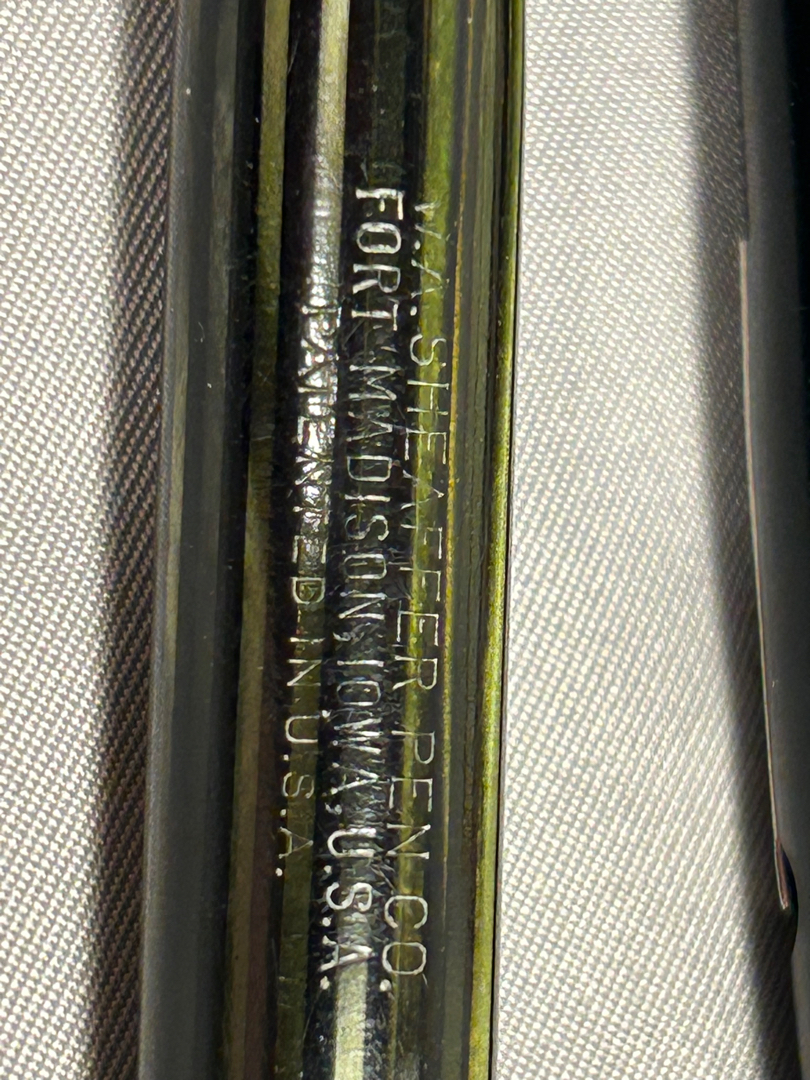 W.A. SHEAFFER PEN CO.
FORT MADISON, IOWA, U.S.A.
PATENTED IN U.S.A.